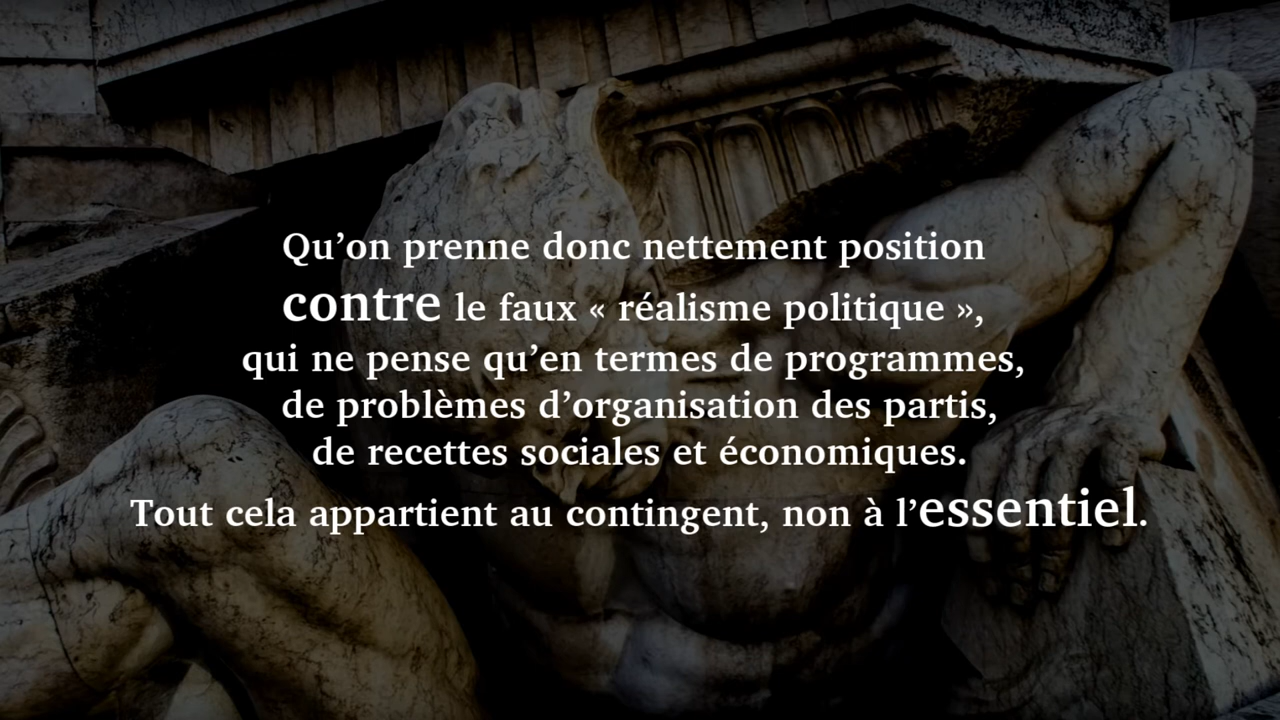 Qu’on prenne donc nettement position
contre le faux « réalisme politique »,
qui ne pense qu’en termes de programmes,
de problèmes d’organisation des partis,
de recettes sociales et économiques.
Tout cela appartient au contingent, non à l’essentiel.